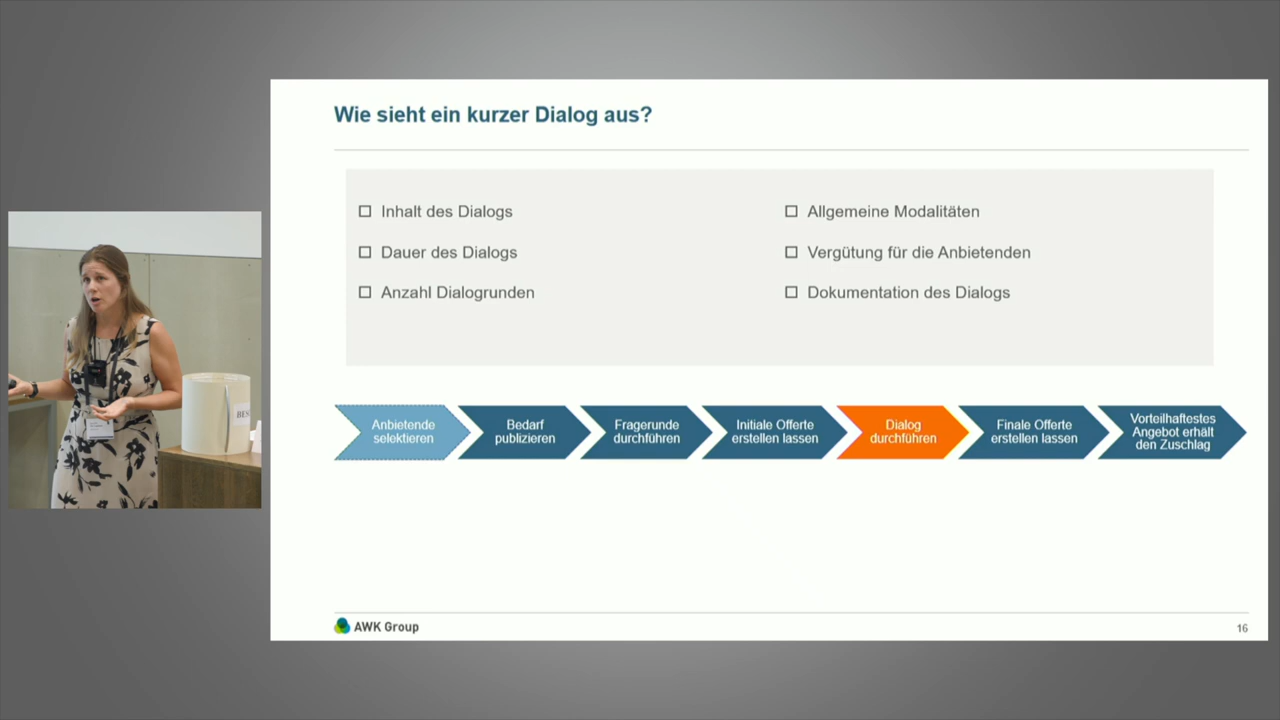 Wie sieht ein kurzer Dialog aus?
Inhalt des Dialogs
Dauer des Dialogs
Anzahl Dialogrunden
Allgemeine Modalitäten
Vergütung für die Anbietenden
Dokumentation des Dialogs
Anbietende
selektieren
Bedarf
publizieren
Fragerunde
durchführen
Initiale Offerte
erstellen lassen
Dialog
durchführen
Finale Offerte
erstellen lassen
Vorteilhaftestes
Angebot erhält
den Zuschlag
AWK Group
16